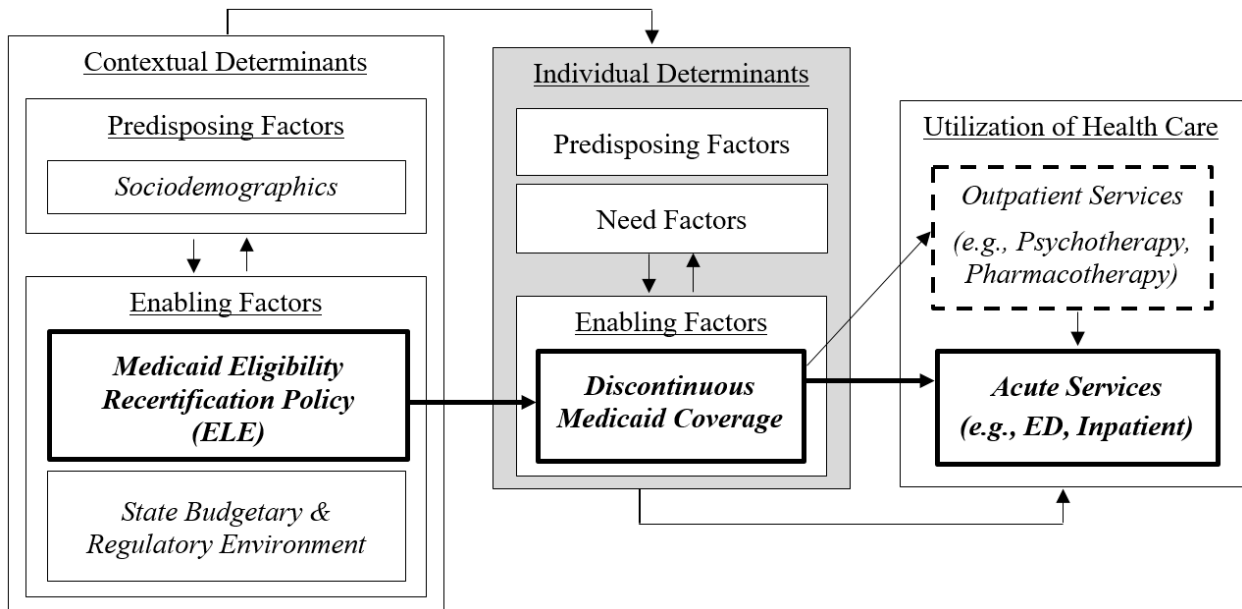 Contextual Determinants
Predisposing Factors
Sociodemographics
Enabling Factors
Medicaid Eligibility
Recertification Policy
(ELE)
State Budgetary &
Regulatory Environment
Individual Determinants
Predisposing Factors
Need Factors
Enabling Factors
Discontinuous
Medicaid Coverage
Utilization of Health Care
Outpatient Services
(e.g., Psychotherapy,
Pharmacotherapy)
Acute Services
(e.g., ED, Inpatient)